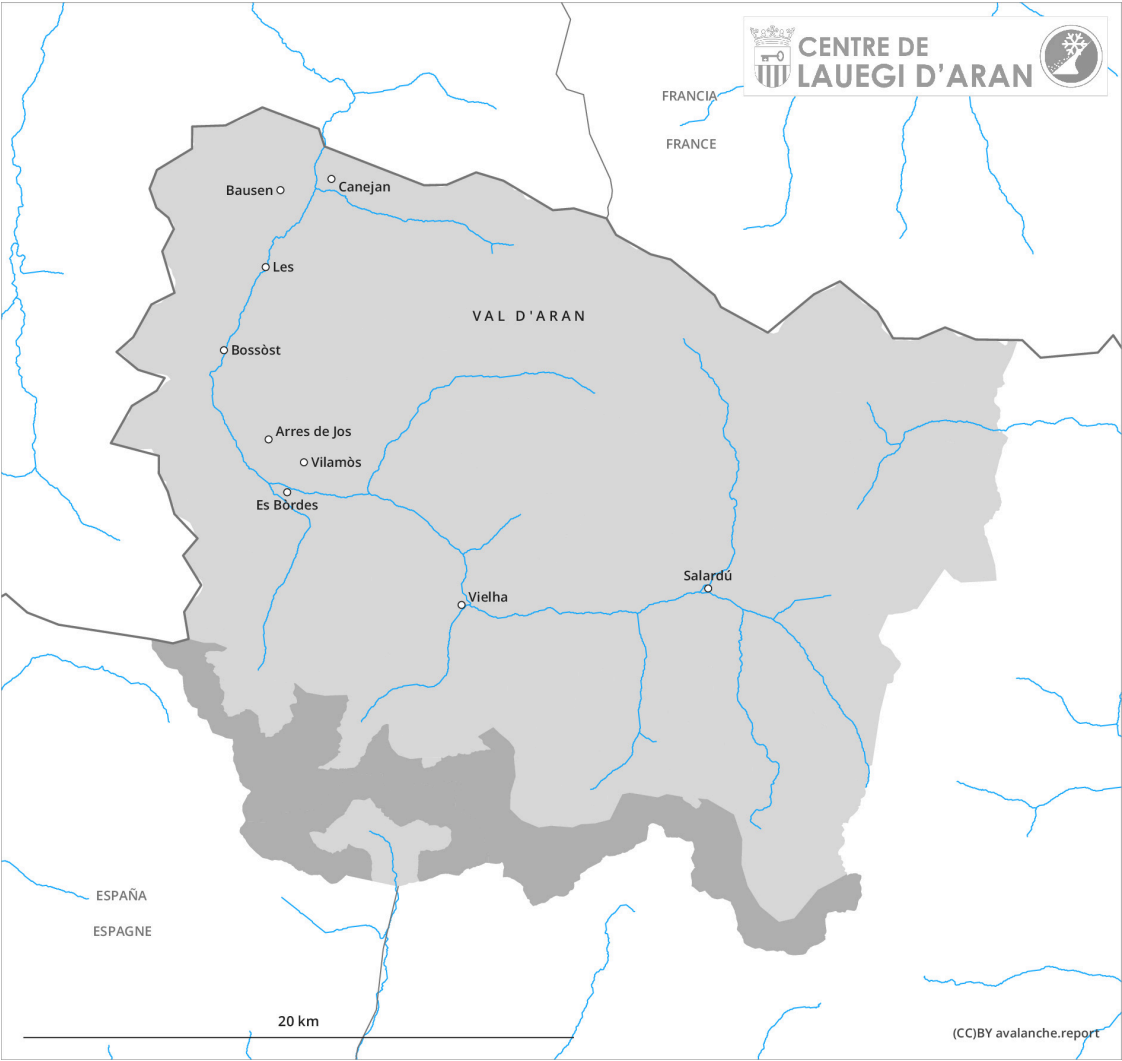 CENTRE DE
LAUEGI D'ARAN
FRANCIA
FRANCE
Bausen
Canejan
Les
VAL D'ARAN
Bossòst
Arres de Jos
Vilamòs
Es Bòrdes
Salardú
Vielha
ESPAÑA
ESPAGNE
20 km
(CC)BY avalanche.report